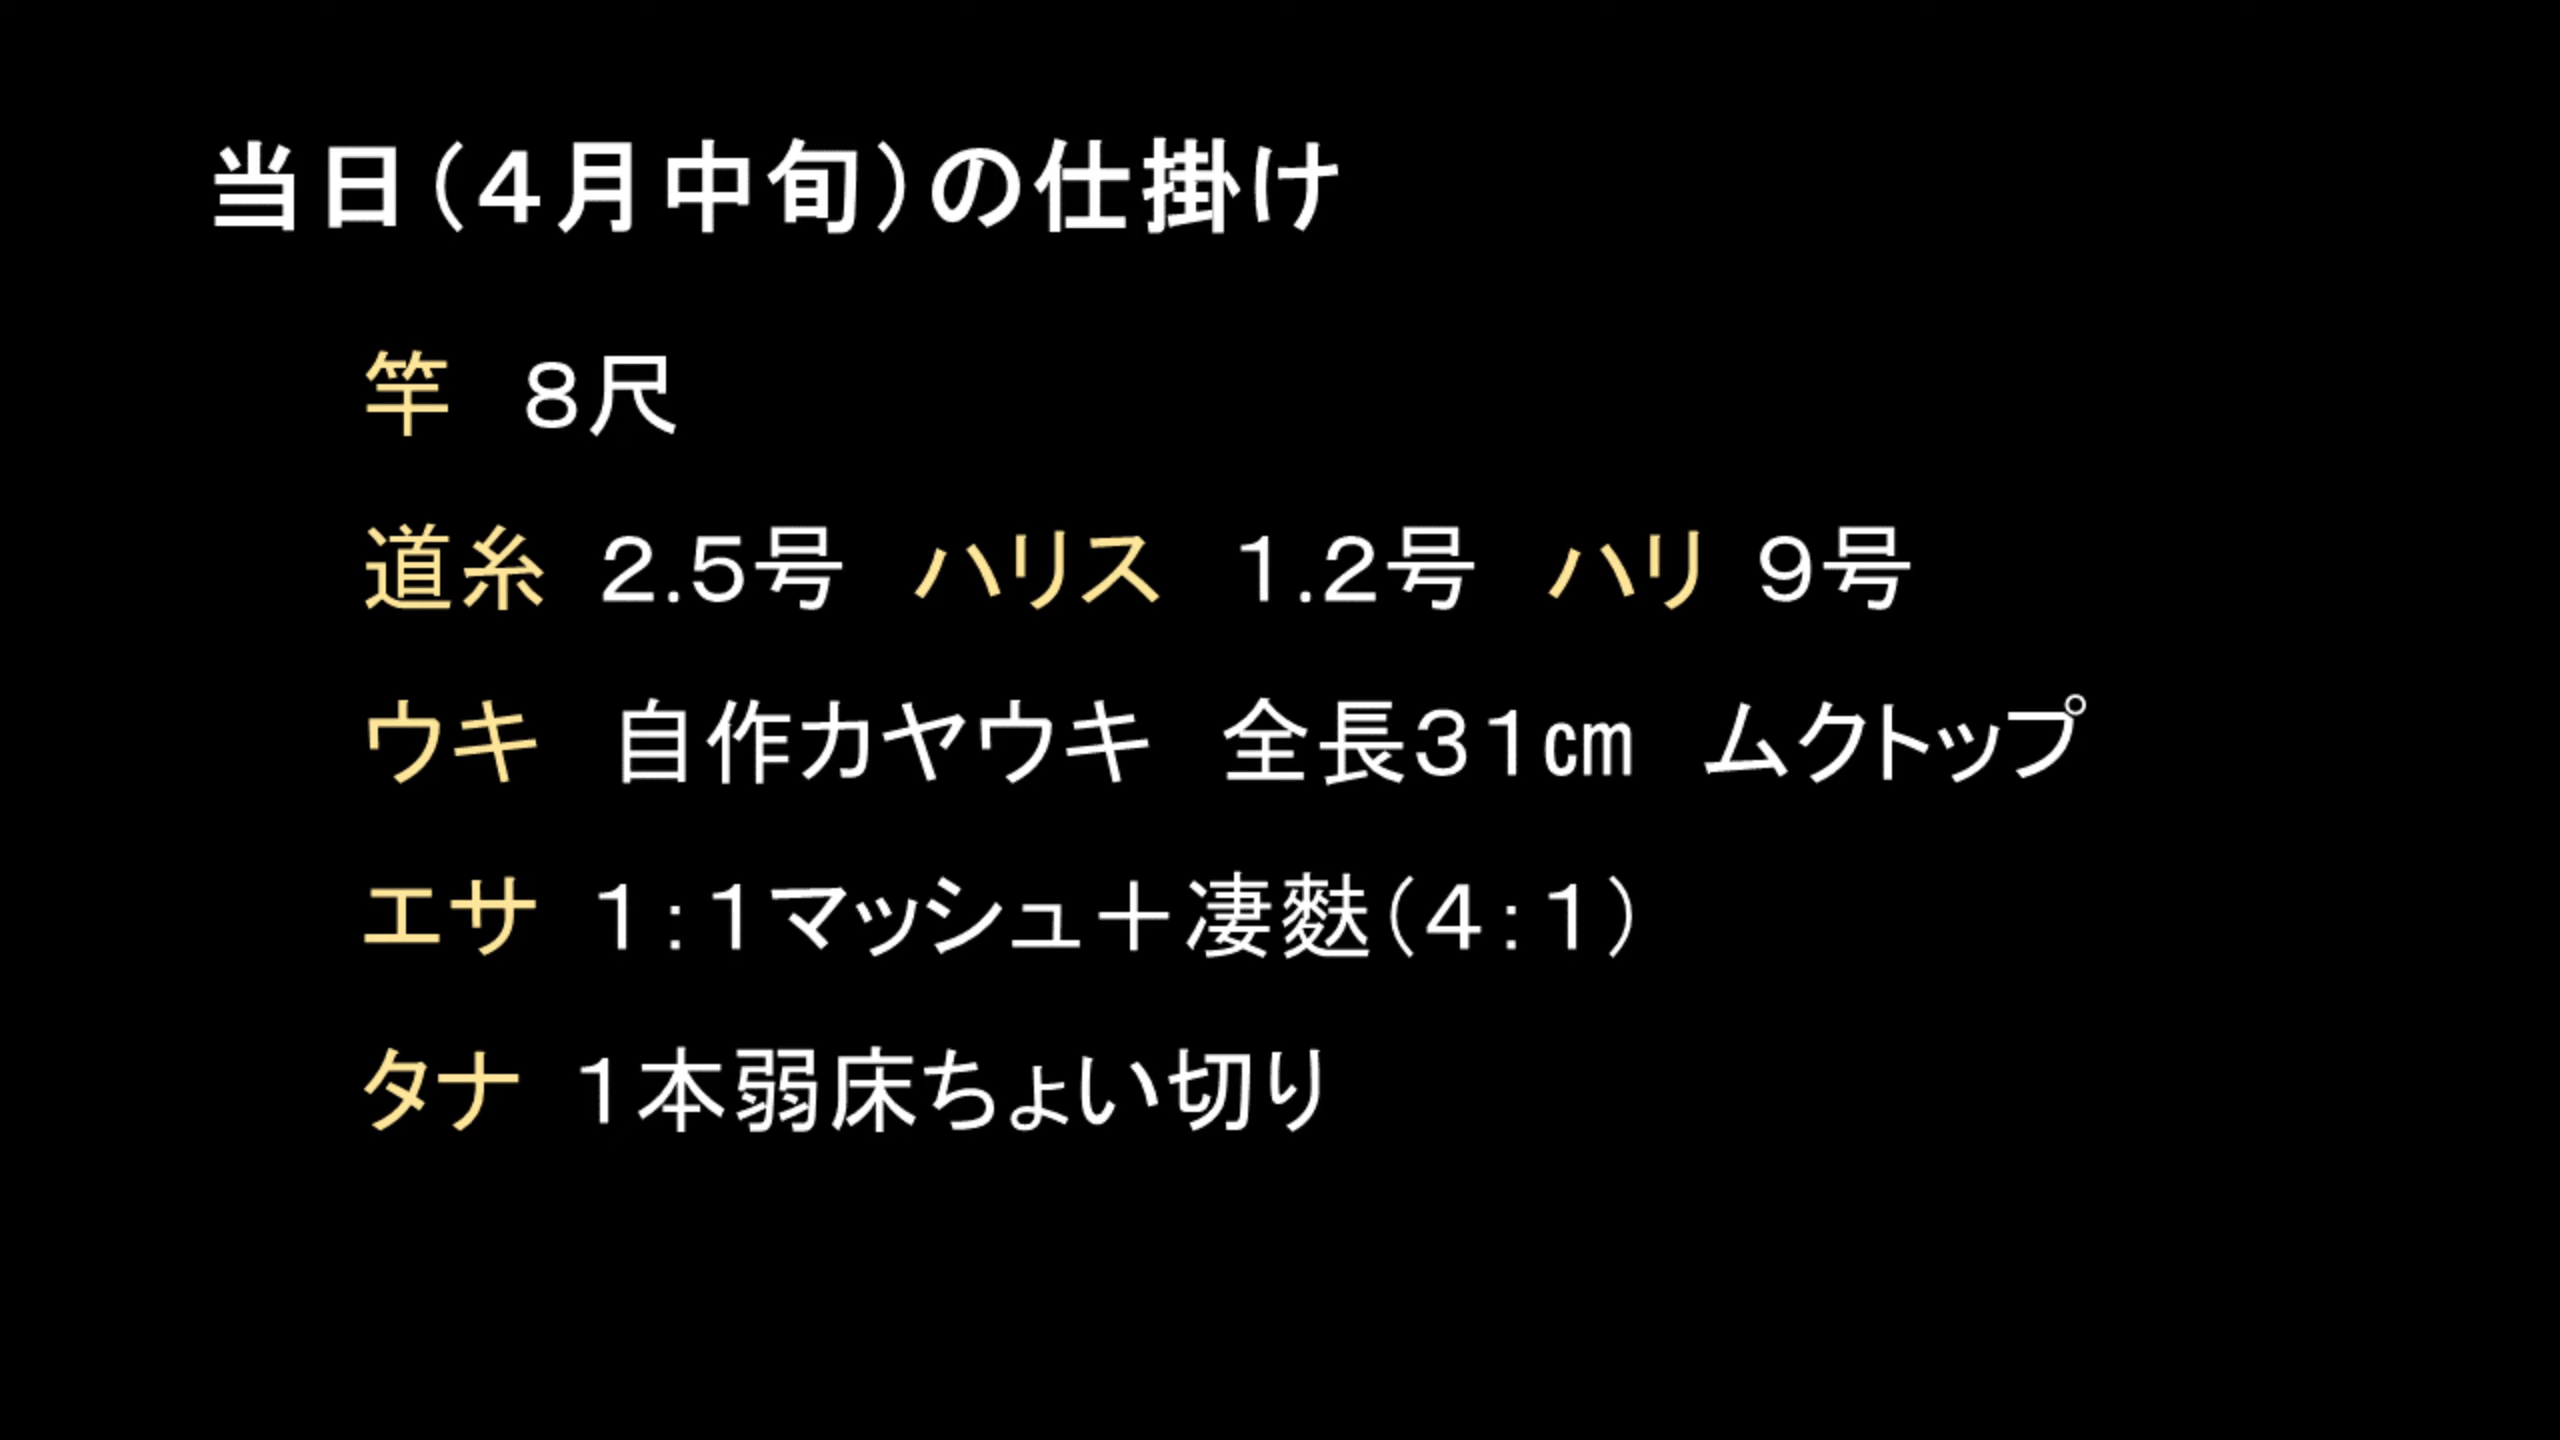 当日（４月中旬）の仕掛け
竿　８尺
道糸　２.５号　ハリス　１.２号　ハリ　９号
ウキ　自作カヤウキ　全長３１㎝　ムクトップ
エサ　１：１マッシュ＋凄麩（４：１）
タナ　１本弱床ちょい切り